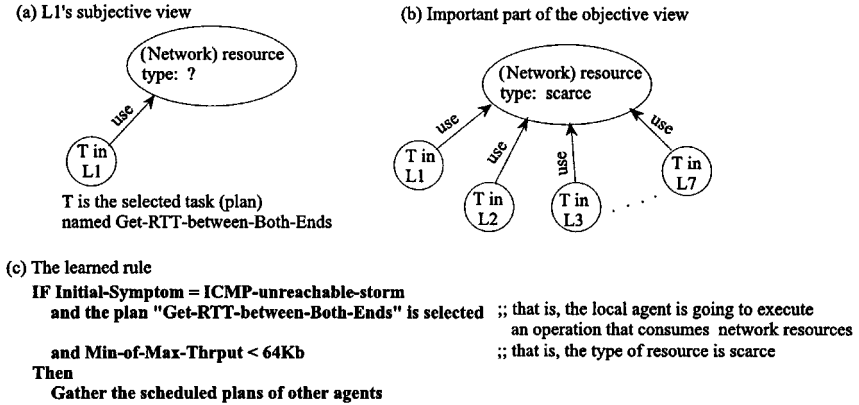 (a) L1's subjective view
(Network) resource
type: ?
use
T in
L1
T is the selected task (plan)
named Get-RTT-between-Both-Ends
(b) Important part of the objective view
(Network) resource
type: scarce
use
use
use
use
T in
L1
T in
L2
T in
L3
. . . . .
T in
L7
(c) The learned rule
IF Initial-Symptom = ICMP-unreachable-storm
and the plan "Get-RTT-between-Both-Ends" is selected ;; that is, the local agent is going to execute
an operation that consumes network resources
and Min-of-Max-Thrput < 64Kb ;; that is, the type of resource is scarce
Then
Gather the scheduled plans of other agents